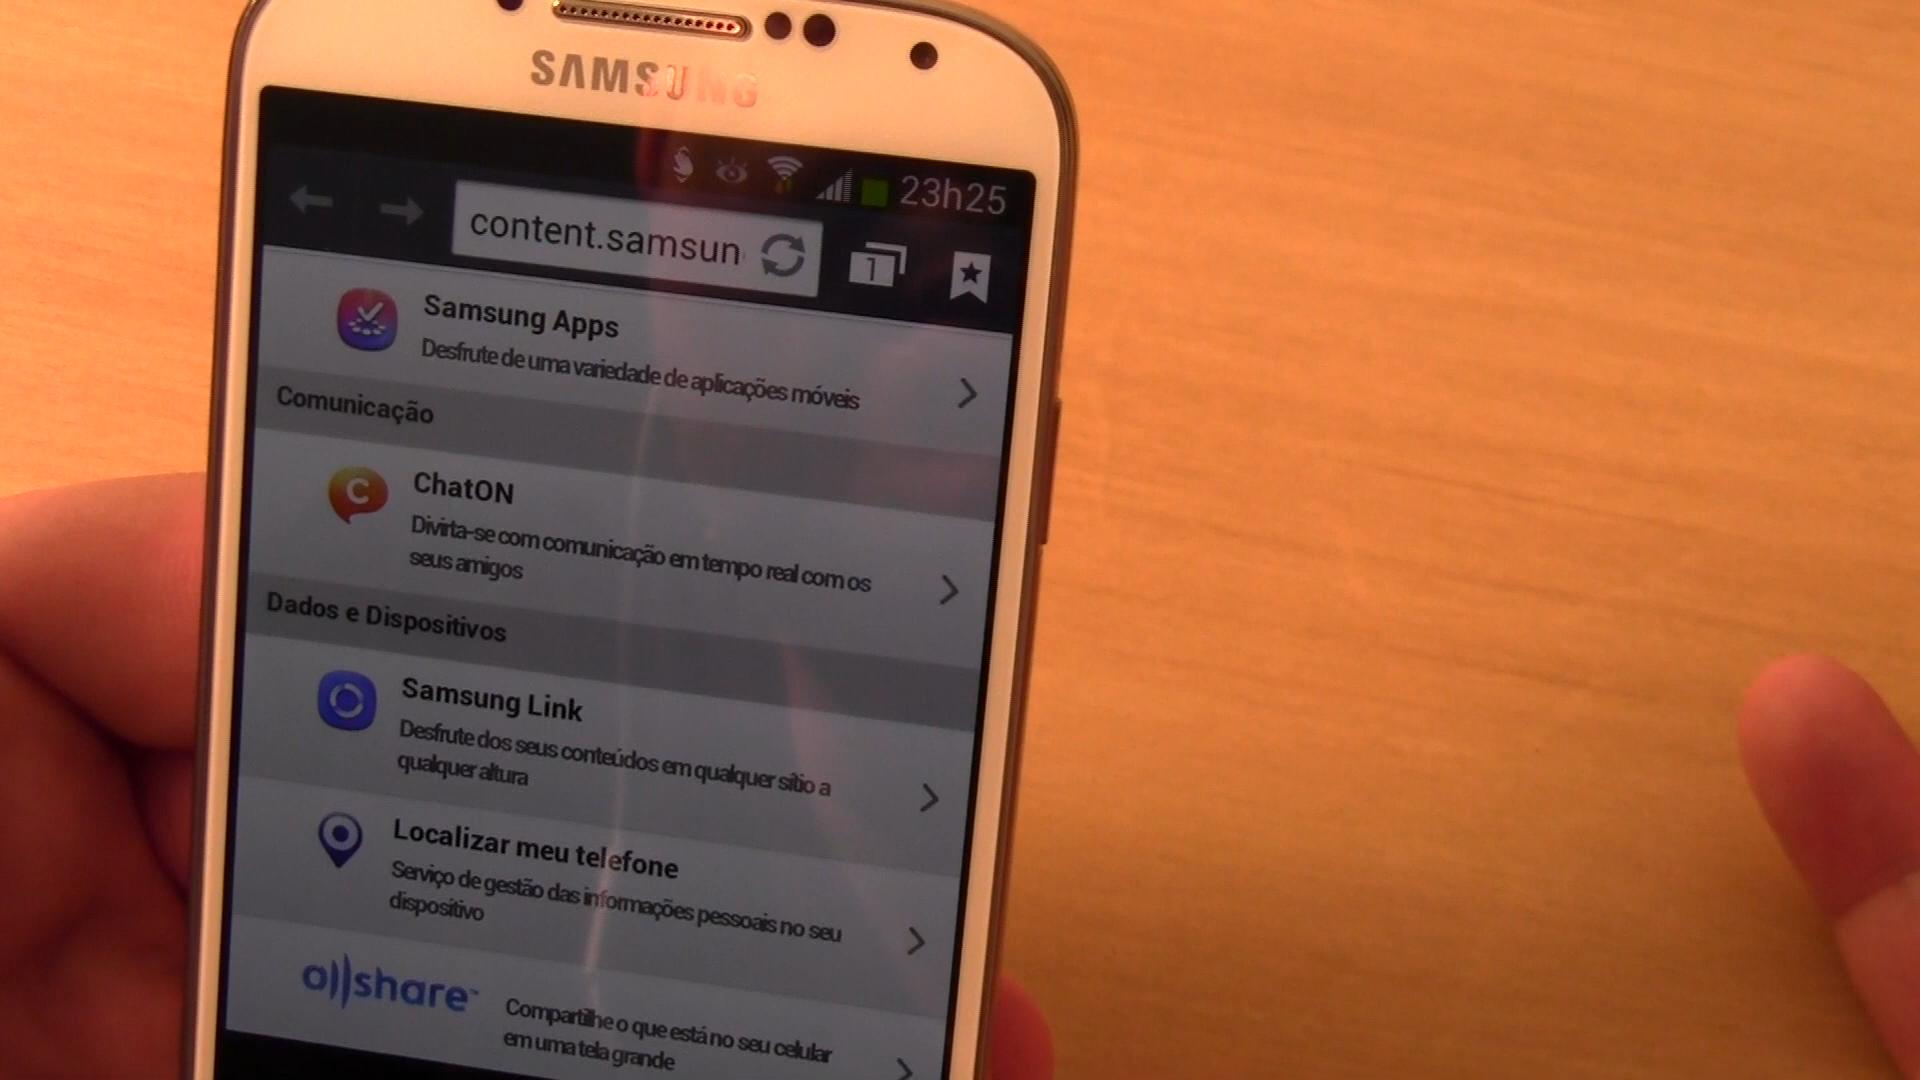 SAMSUNG
23h25
content.samsun
1
Samsung Apps
Desfrute de uma variedade de aplicações móveis
Comunicação
C
ChatON
Divirta-se com comunicação em tempo real com os
seus amigos
Dados e Dispositivos
Samsung Link
Desfrute dos seus conteúdos em qualquer sítio a
qualquer altura
Localizar meu telefone
Serviço de gestão das informações pessoais no seu
dispositivo
allshare™
Compartilhe o que está no seu celular
em uma tela grande